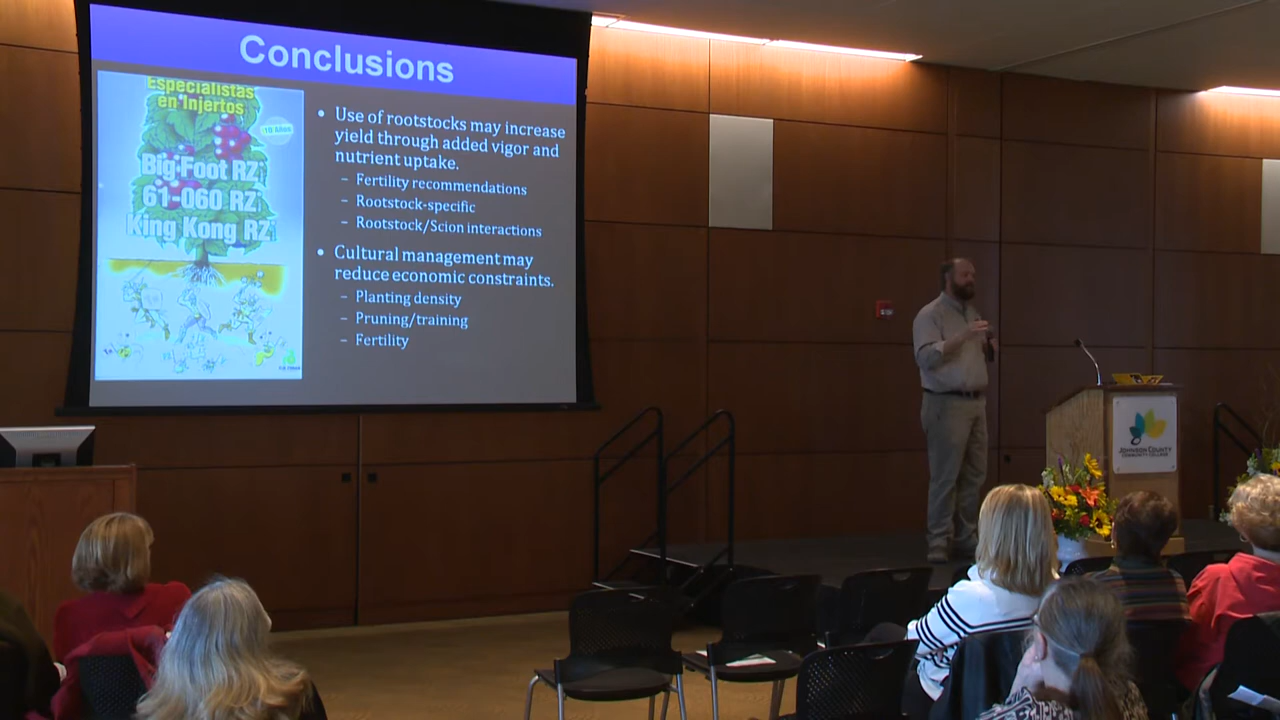 Conclusions
Especialistas
en Injertos
Big Foot RZ
61-060 RZ
King Kong RZ
• Use of rootstocks may increase
yield through added vigor and
nutrient uptake.
– Fertility recommendations
– Rootstock-specific
– Rootstock/Scion interactions
• Cultural management may
reduce economic constraints.
– Planting density
– Pruning/training
– Fertility
Johnson County
Community College